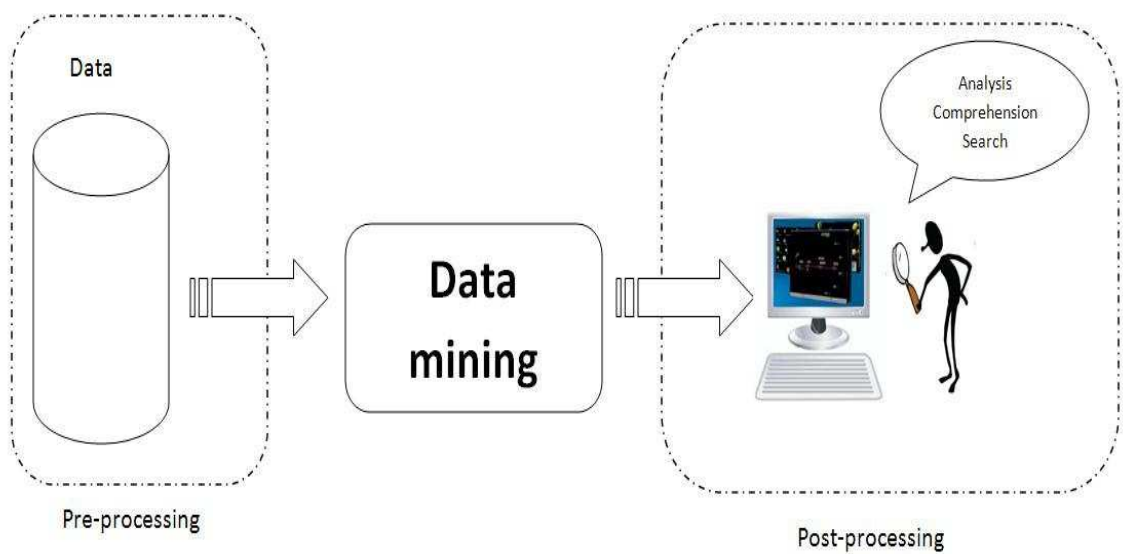 Data
Analysis
Comprehension
Search
Data
mining
Pre-processing
Post-processing